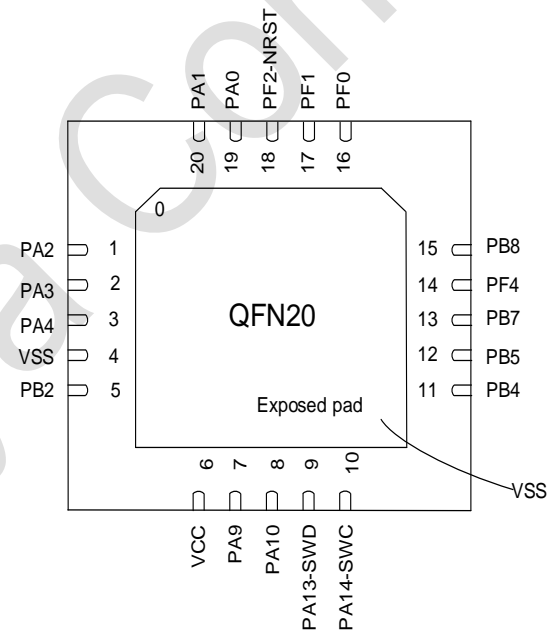 PA1
PA0
PF2-NRST
PF1
PF0
20
19
18
17
16
0
PA2 1
PA3 2
PA4 3
VSS 4
PB2 5
15 PB8
14 PF4
13 PB7
12 PB5
11 PB4
QFN20
Exposed pad
VSS
6
7
8
9
10
VCC
PA9
PA10
PA13-SWD
PA14-SWC